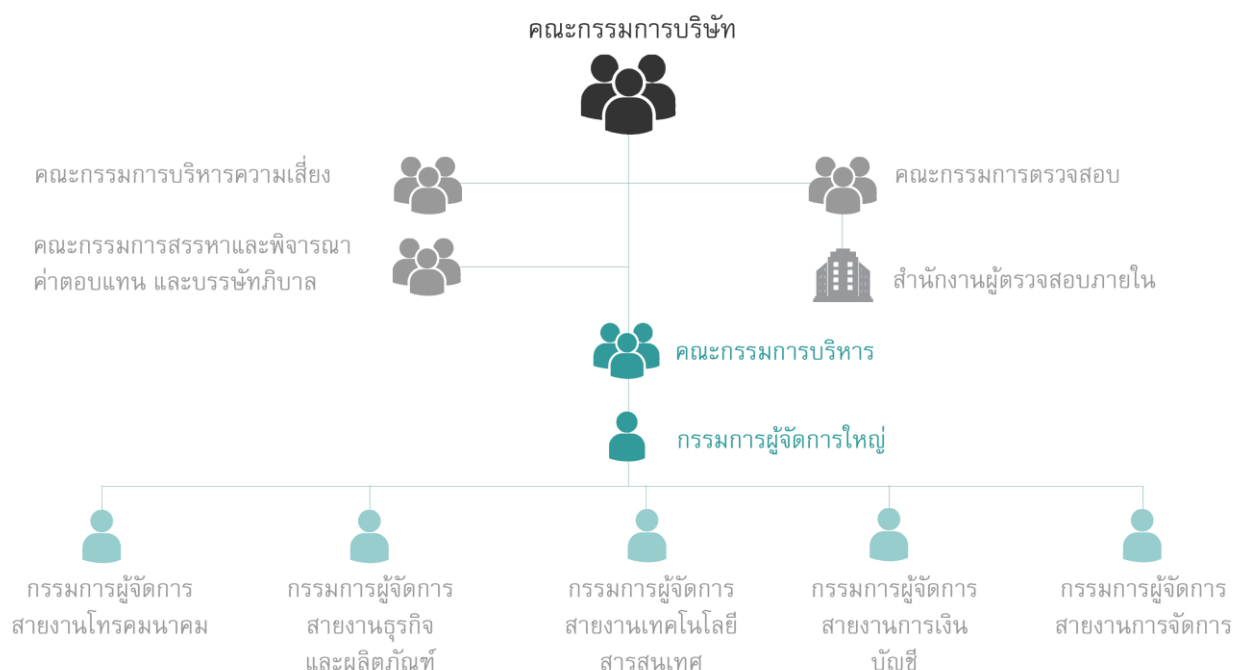 คณะกรรมการบริษัท
คณะกรรมการบริหารความเสี่ยง
คณะกรรมการตรวจสอบ
คณะกรรมการสรรหาและพิจารณา
ค่าตอบแทน และบรรษัทภิบาล
สำนักงานผู้ตรวจสอบภายใน
คณะกรรมการบริหาร
กรรมการผู้จัดการใหญ่
กรรมการผู้จัดการ
สายงานโทรคมนาคม
กรรมการผู้จัดการ
สายงานธุรกิจ
และผลิตภัณฑ์
กรรมการผู้จัดการ
สายงานเทคโนโลยี
สารสนเทศ
กรรมการผู้จัดการ
สายงานการเงิน
บัญชี
กรรมการผู้จัดการ
สายงานการจัดการ